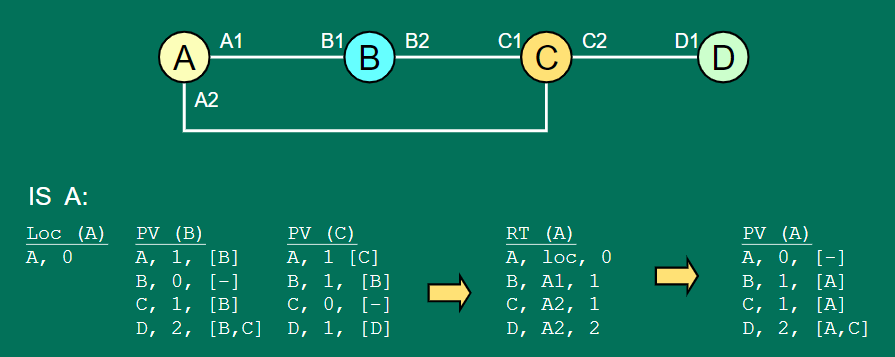 A1 B1 B2 C1 C2 D1
A B C D
A2
IS A:
Loc (A) PV (B) PV (C) RT (A) PV (A)
A, 0 A, 1, [B] A, 1 [C] A, loc, 0 A, 0, [-]
B, 0, [-] B, 1, [B] B, A1, 1 B, 1, [A]
C, 1, [B] C, 0, [-] C, A2, 1 C, 1, [A]
D, 2, [B,C] D, 1, [D] D, A2, 2 D, 2, [A,C]